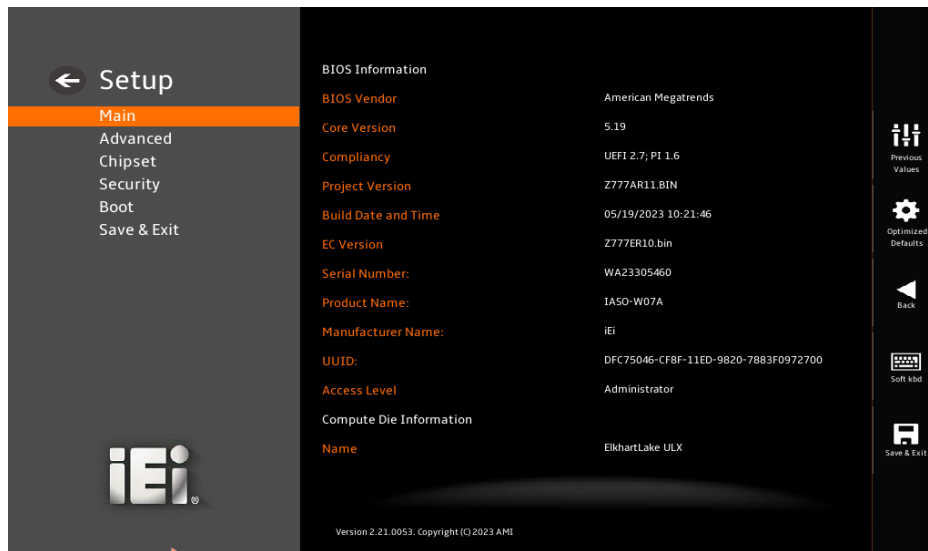 Setup
Main
Advanced
Chipset
Security
Boot
Save & Exit
iEi®
BIOS Information
BIOS Vendor American Megatrends
Core Version 5.19
Compliancy UEFI 2.7; PI 1.6
Project Version Z777AR11.BIN
Build Date and Time 05/19/2023 10:21:46
EC Version Z777ER10.bin
Serial Number: WA23305460
Product Name: IASO-W07A
Manufacturer Name: iEi
UUID: DFC75046-CF8F-11ED-9820-7883F0972700
Access Level Administrator
Compute Die Information
Name ElkhartLake ULX
Version 2.21.0053. Copyright (C) 2023 AMI
Previous
Values
Optimized
Defaults
Back
Soft kbd
Save & Exit